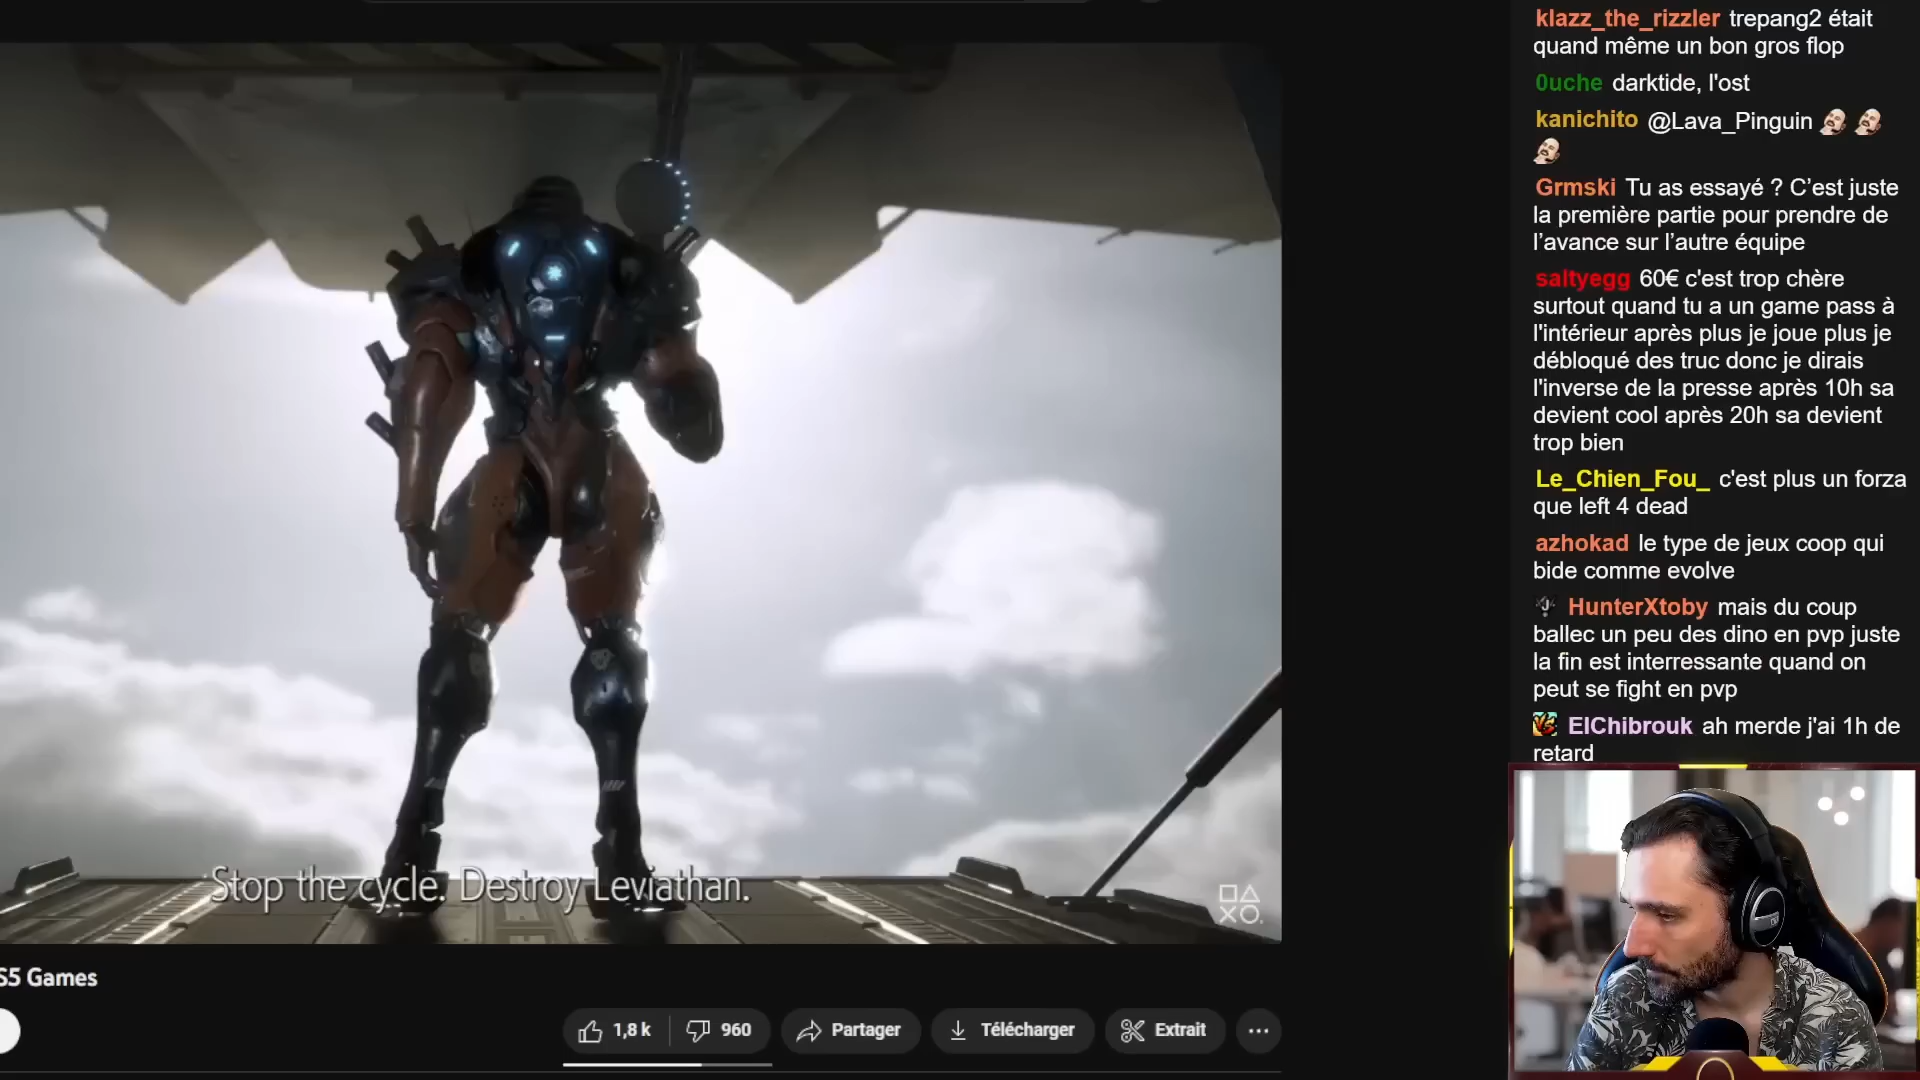 klazz_the_rizzler trepang2 était
quand même un bon gros flop
0uche darktide, l'ost
kanichito @Lava_Pinguin
Grmski Tu as essayé ? C’est juste
la première partie pour prendre de
l’avance sur l’autre équipe
saltyegg 60€ c'est trop chère
surtout quand tu a un game pass à
l'intérieur après plus je joue plus je
débloqué des truc donc je dirais
l'inverse de la presse après 10h sa
devient cool après 20h sa devient
trop bien
Le_Chien_Fou_ c'est plus un forza
que left 4 dead
azhokad le type de jeux coop qui
bide comme evolve
HunterXtoby mais du coup
ballec un peu des dino en pvp juste
la fin est interressante quand on
peut se fight en pvp
ElChibrouk ah merde j'ai 1h de
retard
Stop the cycle. Destroy Leviathan.
S5 Games
1,8 k 960 Partager Télécharger Extrait